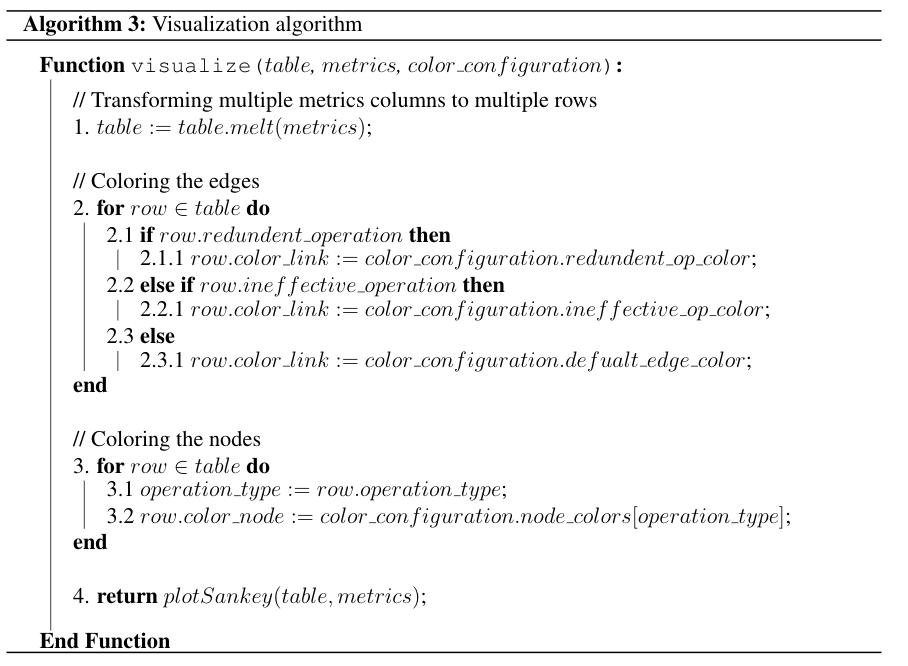 Algorithm 3: Visualization algorithm
Function visualize(table, metrics, color_configuration):
// Transforming multiple metrics columns to multiple rows
1. table := table.melt(metrics);
// Coloring the edges
2. for row ∈ table do
2.1 if row.redundent_operation then
2.1.1 row.color_link := color_configuration.redundent_op_color;
2.2 else if row.ineffective_operation then
2.2.1 row.color_link := color_configuration.ineffective_op_color;
2.3 else
2.3.1 row.color_link := color_configuration.defualt_edge_color;
end
// Coloring the nodes
3. for row ∈ table do
3.1 operation_type := row.operation_type;
3.2 row.color_node := color_configuration.node_colors[operation_type];
end
4. return plotSankey(table, metrics);
End Function